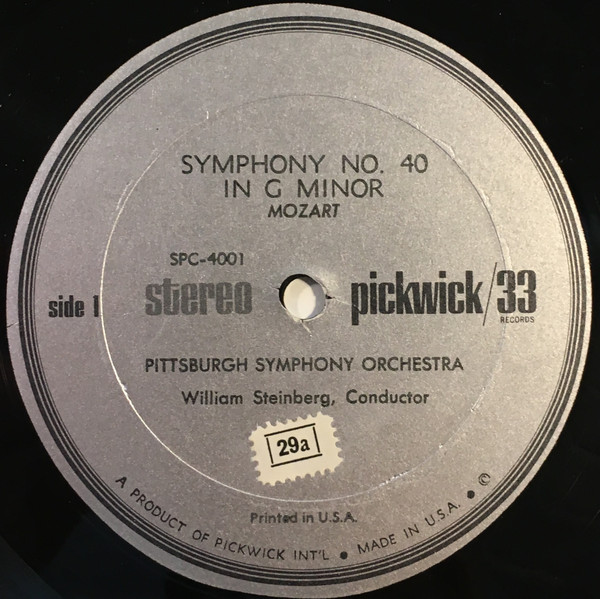 SYMPHONY NO. 40
IN G MINOR
MOZART
SPC-4001
side 1
stereo
pickwick/33
RECORDS
PITTSBURGH SYMPHONY ORCHESTRA
William Steinberg, Conductor
29a
Printed in U.S.A.
A PRODUCT OF PICKWICK INT'L ● MADE IN U.S.A. ● ©